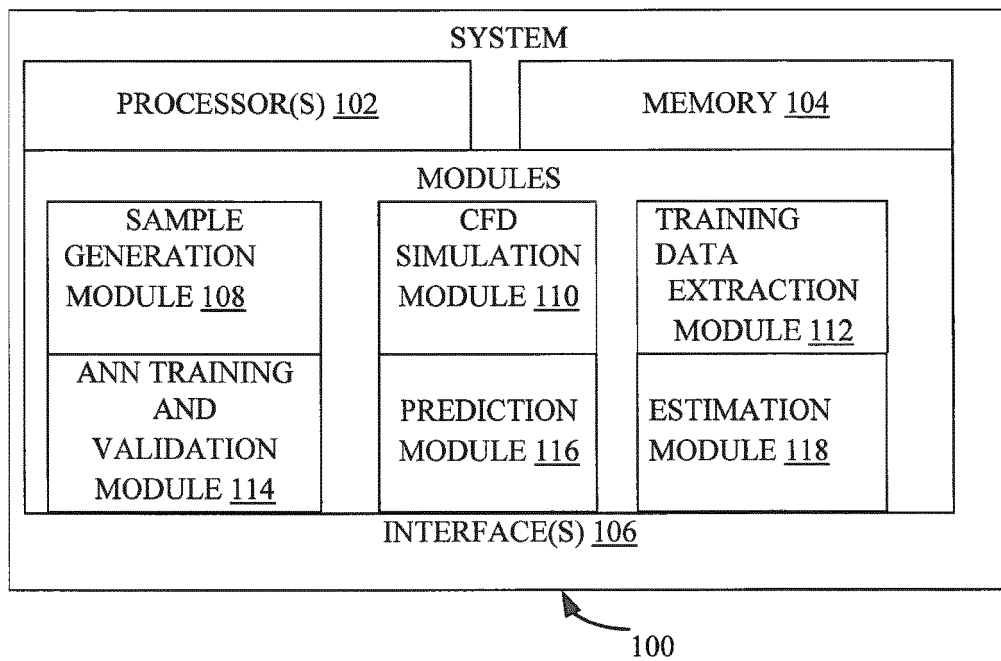 SYSTEM
PROCESSOR(S) 102
MEMORY 104
MODULES
SAMPLE
GENERATION
MODULE 108
CFD
SIMULATION
MODULE 110
TRAINING
DATA
EXTRACTION
MODULE 112
ANN TRAINING
AND
VALIDATION
MODULE 114
PREDICTION
MODULE 116
ESTIMATION
MODULE 118
INTERFACE(S) 106
100